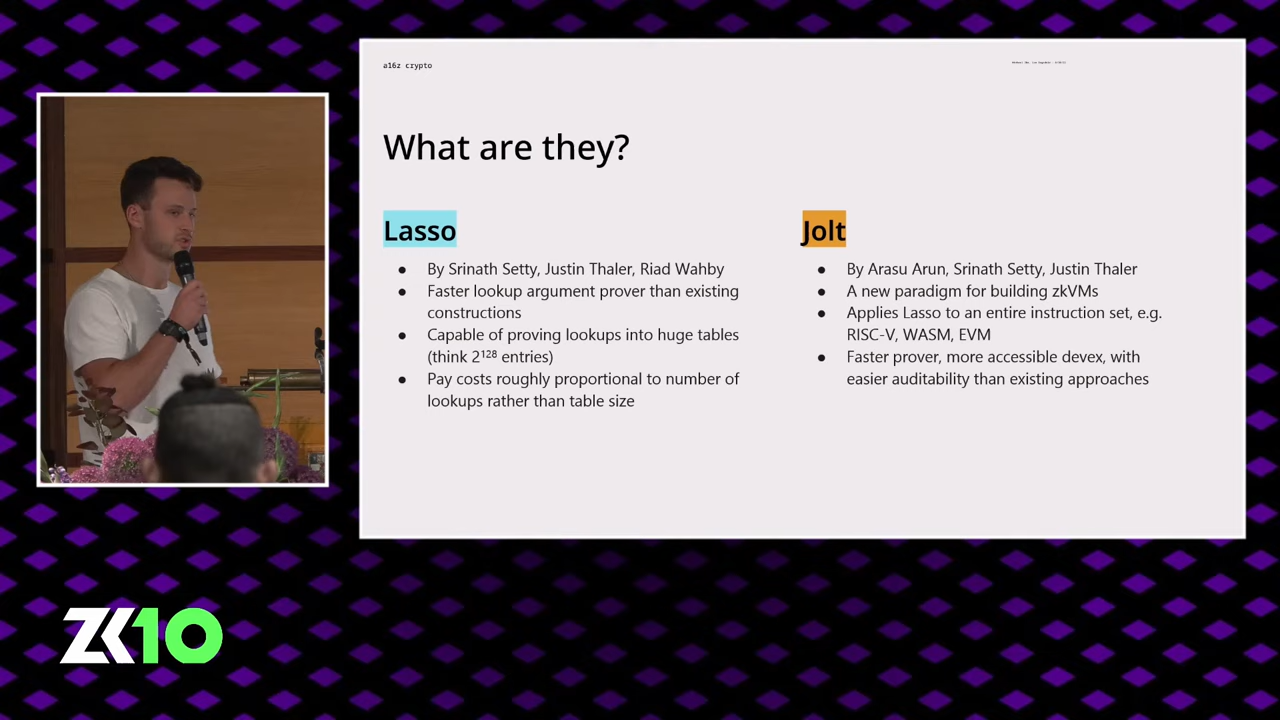 a16z crypto
What are they?
Lasso
● By Srinath Setty, Justin Thaler, Riad Wahby
● Faster lookup argument prover than existing
constructions
● Capable of proving lookups into huge tables
(think 2¹²⁸ entries)
● Pay costs roughly proportional to number of
lookups rather than table size
Jolt
● By Arasu Arun, Srinath Setty, Justin Thaler
● A new paradigm for building zkVMs
● Applies Lasso to an entire instruction set, e.g.
RISC-V, WASM, EVM
● Faster prover, more accessible devex, with
easier auditability than existing approaches
ZK10